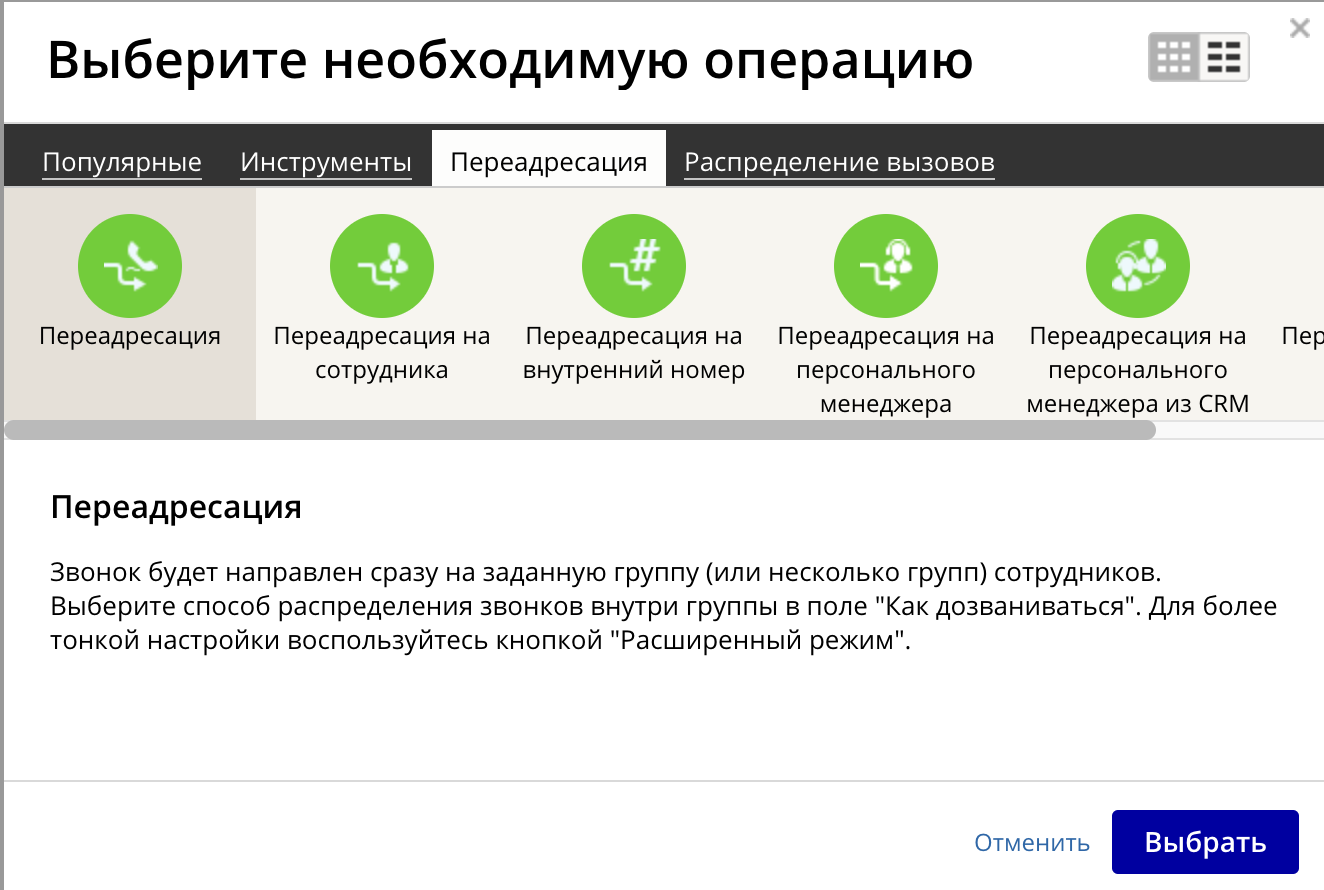 Выберите необходимую операцию
Популярные Инструменты Переадресация Распределение вызовов
Переадресация
Переадресация на
сотрудника
Переадресация на
внутренний номер
Переадресация на
персонального
менеджера
Переадресация на
персонального
менеджера из CRM
Пер
Переадресация
Звонок будет направлен сразу на заданную группу (или несколько групп) сотрудников.
Выберите способ распределения звонков внутри группы в поле "Как дозваниваться". Для более
тонкой настройки воспользуйтесь кнопкой "Расширенный режим".
Отменить Выбрать